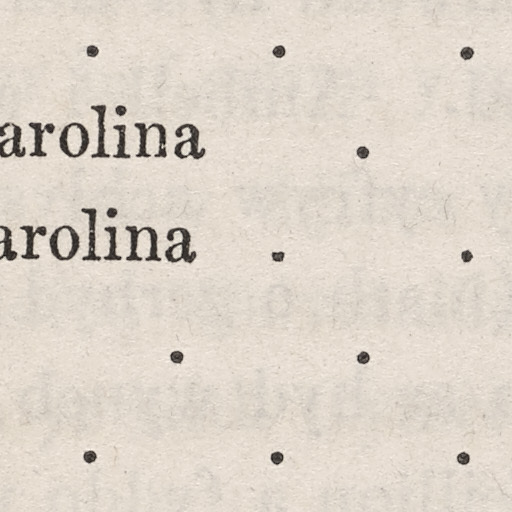 . . .
arolina .
arolina . .
. .
. . .